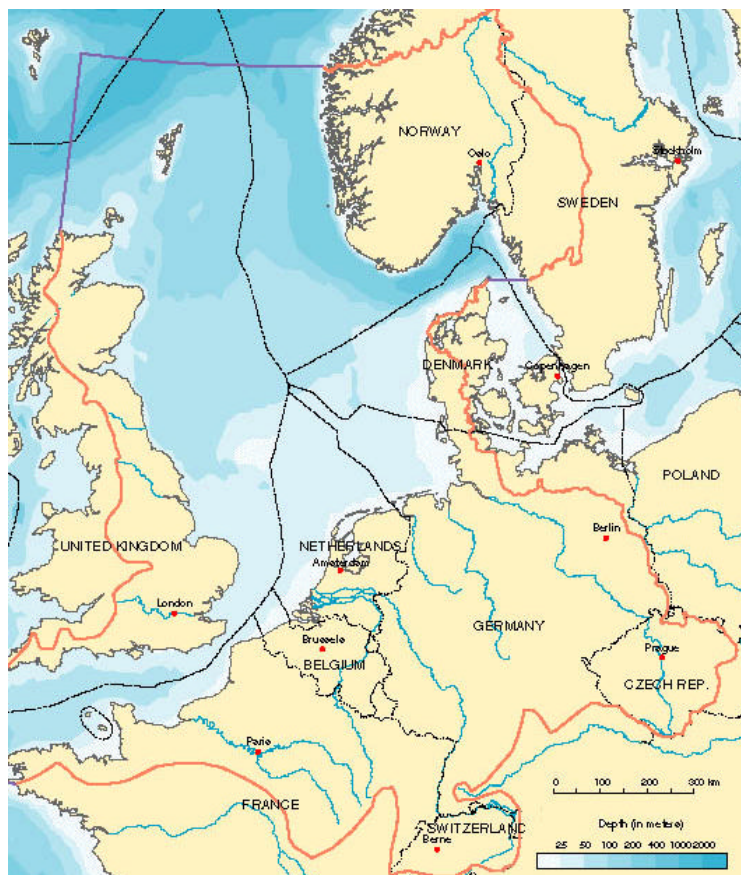 NORWAY
Oslo
Stockholm
SWEDEN
DENMARK
Copenhagen
POLAND
Berlin
UNITED KINGDOM
NETHERLANDS
Amsterdam
London
GERMANY
Brussels
BELGIUM
Prague
CZECH REP.
Paris
FRANCE
0 100 200 300 km
SWITZERLAND
Berne
Depth (in meters)
25 50 100 200 400 1000 2000